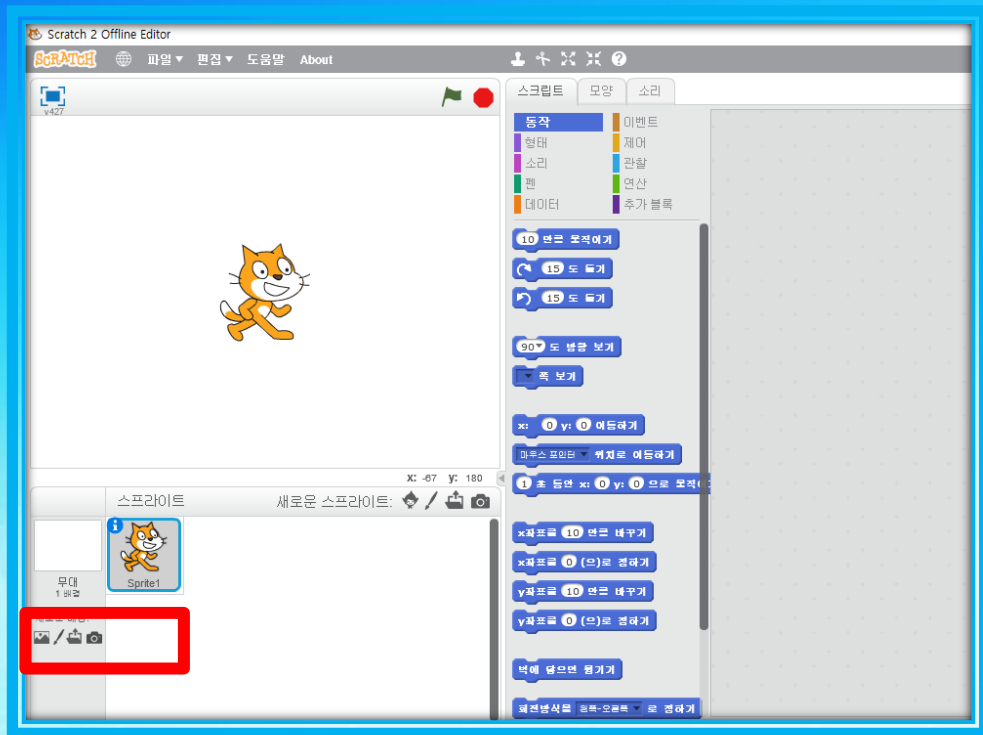 Scratch 2 Offline Editor
SCRATCH 파일 편집 도움말 About
v427
스크립트 모양 소리
동작 이벤트
형태 제어
소리 관찰
펜 연산
데이터 추가 블록
10 만큼 움직이기
15 도 돌기
15 도 돌기
90 도 방향 보기
쪽 보기
x: 0 y: 0 이동하기
마우스 포인터 위치로 이동하기
1 초 동안 x: 0 y: 0 으로 움직이
x좌표를 10 만큼 바꾸기
x좌표를 0 (으)로 정하기
y좌표를 10 만큼 바꾸기
y좌표를 0 (으)로 정하기
벽에 닿으면 튕기기
회전방식을 왼쪽-오른쪽 로 정하기
X: -67 y: 180
스프라이트 새로운 스프라이트:
Sprite1
무대
1 배경